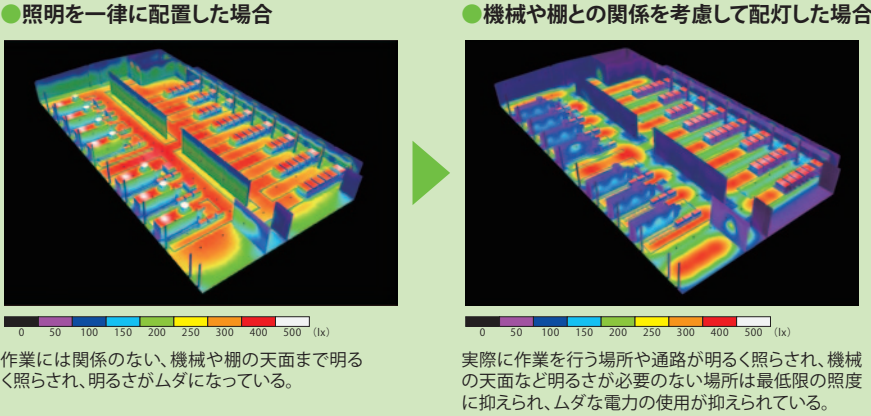 ●照明を一律に配置した場合
0 50 100 150 200 250 300 400 500 (lx)
作業には関係のない、機械や棚の天面まで明る
く照らされ、明るさがムダになっている。
●機械や棚との関係を考慮して配灯した場合
0 50 100 150 200 250 300 400 500 (lx)
実際に作業を行う場所や通路が明るく照らされ、機械
の天面など明るさが必要のない場所は最低限の照度
に抑えられ、ムダな電力の使用が抑えられている。